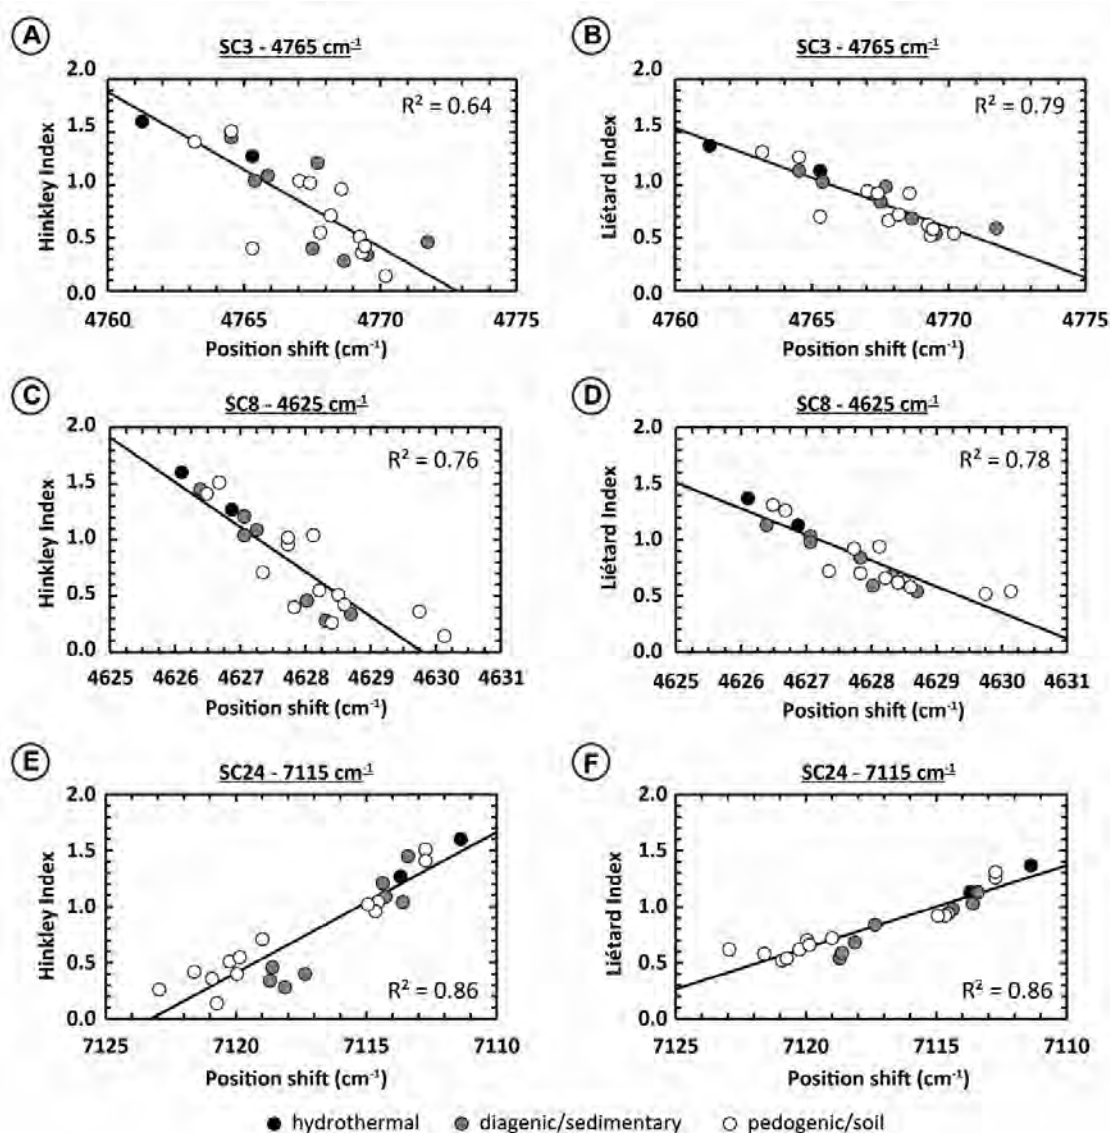 A
SC3 - 4765 cm⁻¹
Hinkley Index
2.0
1.5
1.0
0.5
0.0
R² = 0.64
4760 4765 4770 4775
Position shift (cm⁻¹)
B
SC3 - 4765 cm⁻¹
Liétard Index
2.0
1.5
1.0
0.5
0.0
R² = 0.79
4760 4765 4770 4775
Position shift (cm⁻¹)
C
SC8 - 4625 cm⁻¹
Hinkley Index
2.0
1.5
1.0
0.5
0.0
R² = 0.76
4625 4626 4627 4628 4629 4630 4631
Position shift (cm⁻¹)
D
SC8 - 4625 cm⁻¹
Liétard Index
2.0
1.5
1.0
0.5
0.0
R² = 0.78
4625 4626 4627 4628 4629 4630 4631
Position shift (cm⁻¹)
E
SC24 - 7115 cm⁻¹
Hinkley Index
2.0
1.5
1.0
0.5
0.0
R² = 0.86
7125 7120 7115 7110
Position shift (cm⁻¹)
F
SC24 - 7115 cm⁻¹
Liétard Index
2.0
1.5
1.0
0.5
0.0
R² = 0.86
7125 7120 7115 7110
Position shift (cm⁻¹)
hydrothermal diagenic/sedimentary pedogenic/soil